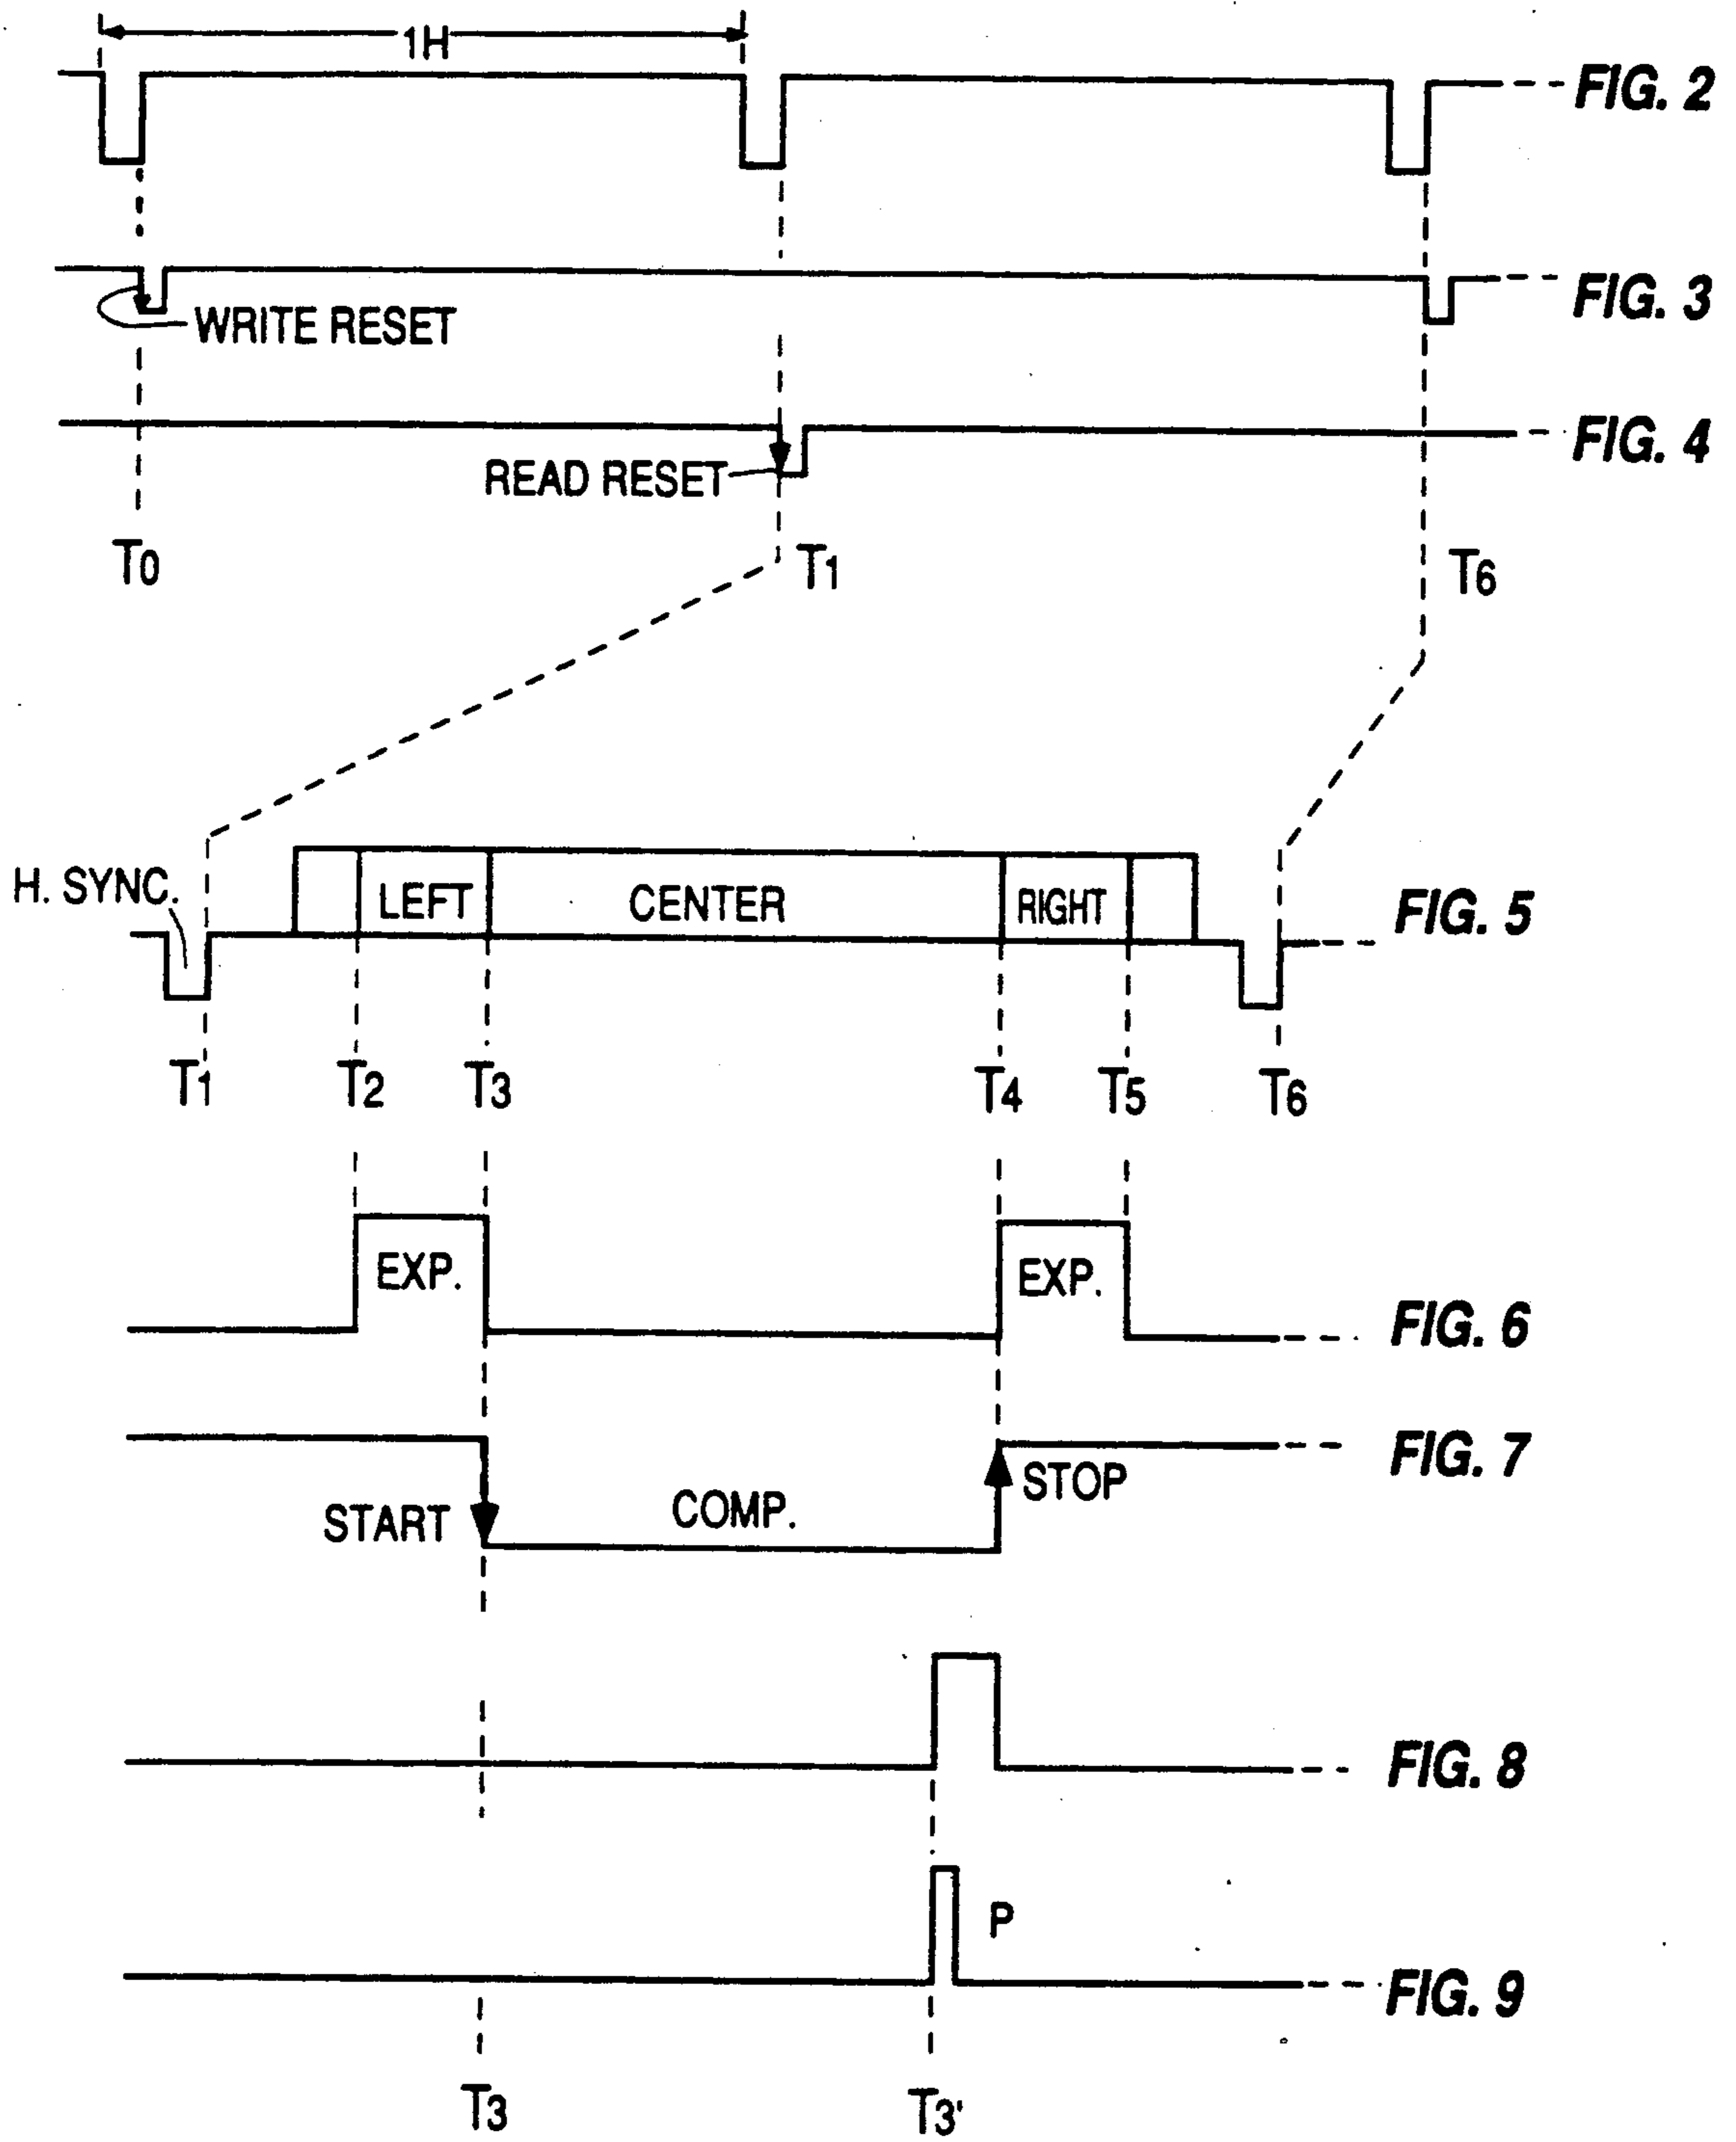 1H
FIG. 2
WRITE RESET
FIG. 3
READ RESET
FIG. 4
T0 T1 T6
H. SYNC.
LEFT CENTER RIGHT
FIG. 5
T1 T2 T3 T4 T5 T6
EXP. EXP.
FIG. 6
START COMP. STOP
FIG. 7
FIG. 8
P
FIG. 9
T3 T3'